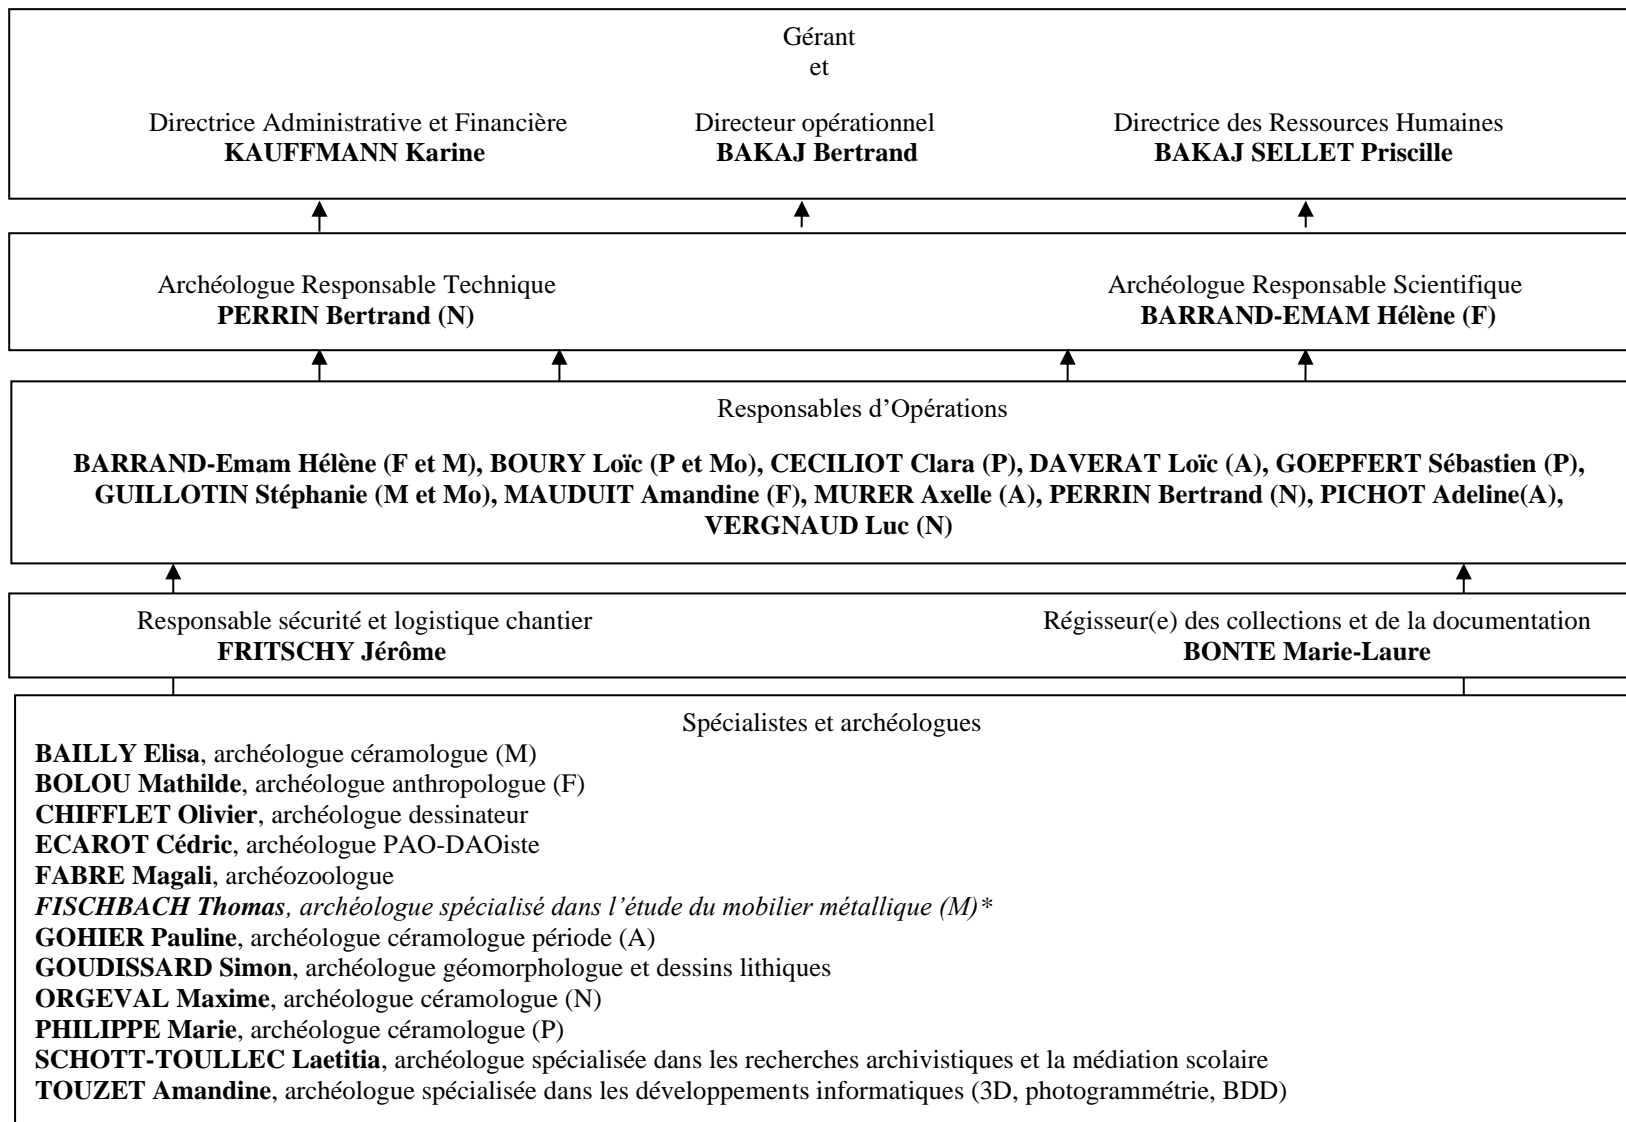 Gérant
et
Directrice Administrative et Financière
KAUFFMANN Karine
Directeur opérationnel
BAKAJ Bertrand
Directrice des Ressources Humaines
BAKAJ SELLET Priscille
Archéologue Responsable Technique
PERRIN Bertrand (N)
Archéologue Responsable Scientifique
BARRAND-EMAM Hélène (F)
Responsables d’Opérations
BARRAND-Emam Hélène (F et M), BOURY Loïc (P et Mo), CECILIOT Clara (P), DAVERAT Loïc (A), GOEPFERT Sébastien (P),
GUILLOTIN Stéphanie (M et Mo), MAUDUIT Amandine (F), MURER Axelle (A), PERRIN Bertrand (N), PICHOT Adeline(A),
VERGNAUD Luc (N)
Responsable sécurité et logistique chantier
FRITSCHY Jérôme
Régisseur(e) des collections et de la documentation
BONTE Marie-Laure
Spécialistes et archéologues
BAILLY Elisa, archéologue céramologue (M)
BOLOU Mathilde, archéologue anthropologue (F)
CHIFFLET Olivier, archéologue dessinateur
ECAROT Cédric, archéologue PAO-DAOiste
FABRE Magali, archéozoologue
FISCHBACH Thomas, archéologue spécialisé dans l’étude du mobilier métallique (M)*
GOHIER Pauline, archéologue céramologue période (A)
GOUDISSARD Simon, archéologue géomorphologue et dessins lithiques
ORGEVAL Maxime, archéologue céramologue (N)
PHILIPPE Marie, archéologue céramologue (P)
SCHOTT-TOULLEC Laetitia, archéologue spécialisée dans les recherches archivistiques et la médiation scolaire
TOUZET Amandine, archéologue spécialisée dans les développements informatiques (3D, photogrammétrie, BDD)